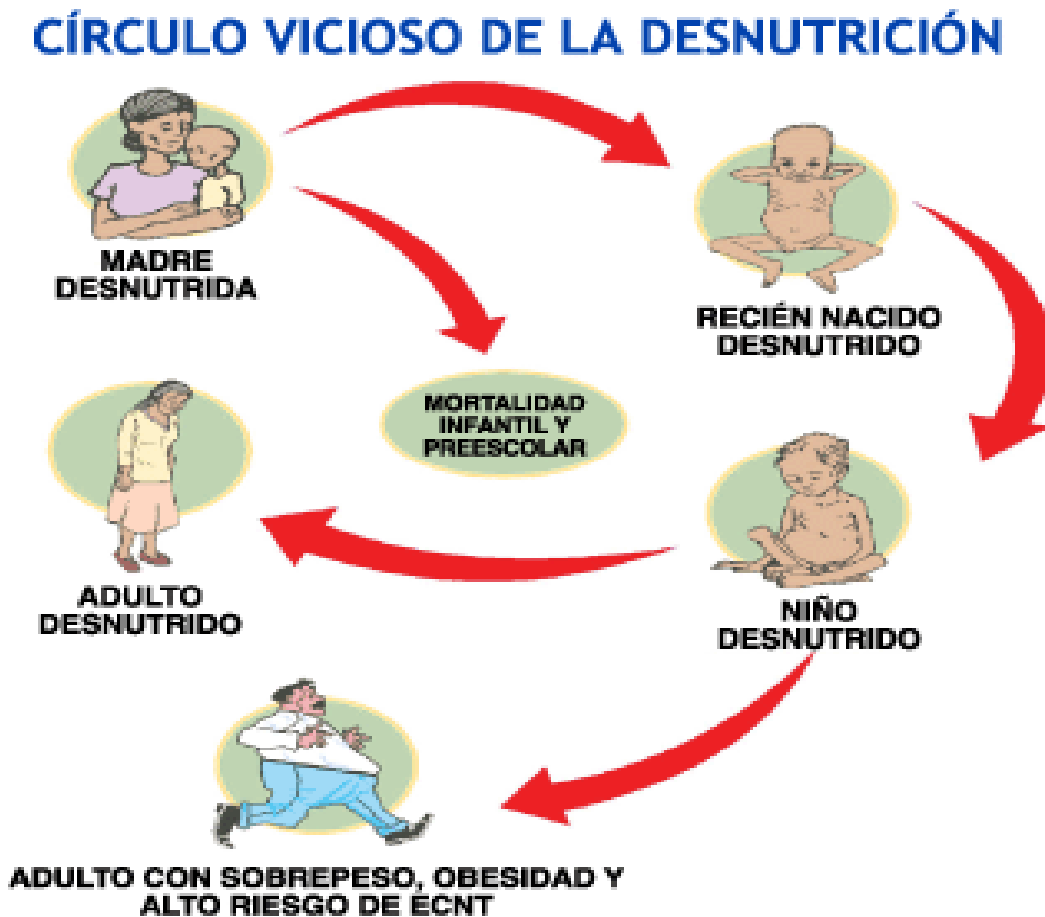 CÍRCULO VICIOSO DE LA DESNUTRICIÓN
MADRE
DESNUTRIDA
RECIÉN NACIDO
DESNUTRIDO
MORTALIDAD
INFANTIL Y
PREESCOLAR
ADULTO
DESNUTRIDO
NIÑO
DESNUTRIDO
ADULTO CON SOBREPESO, OBESIDAD Y
ALTO RIESGO DE ECNT